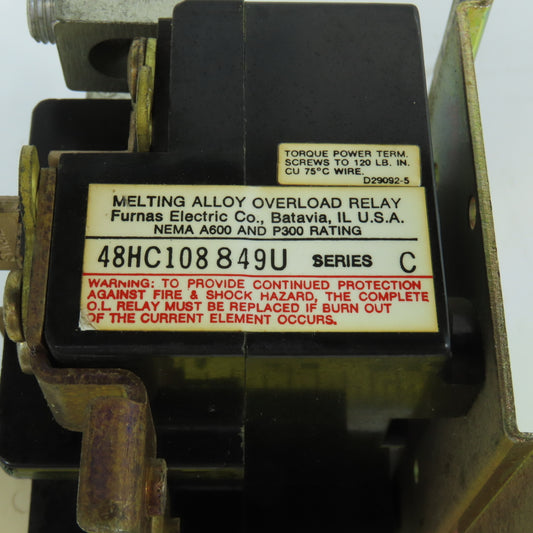 TORQUE POWER TERM.
SCREWS TO 120 LB. IN.
CU 75°C WIRE.
D29092-5
MELTING ALLOY OVERLOAD RELAY
Furnas Electric Co., Batavia, IL U.S.A.
NEMA A600 AND P300 RATING
48HC108849U SERIES C
WARNING: TO PROVIDE CONTINUED PROTECTION
AGAINST FIRE & SHOCK HAZARD, THE COMPLETE
O.L. RELAY MUST BE REPLACED IF BURN OUT
OF THE CURRENT ELEMENT OCCURS.